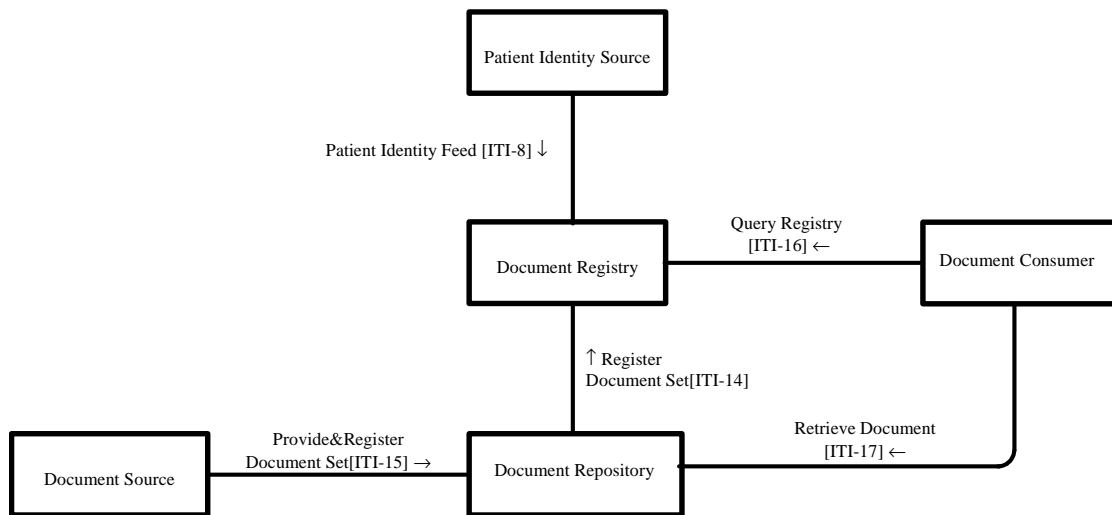 Patient Identity Source
Patient Identity Feed [ITI-8] ↓
Query Registry
[ITI-16] ←
Document Registry
Document Consumer
↑ Register
Document Set[ITI-14]
Provide&Register
Document Set[ITI-15] →
Retrieve Document
[ITI-17] ←
Document Source
Document Repository